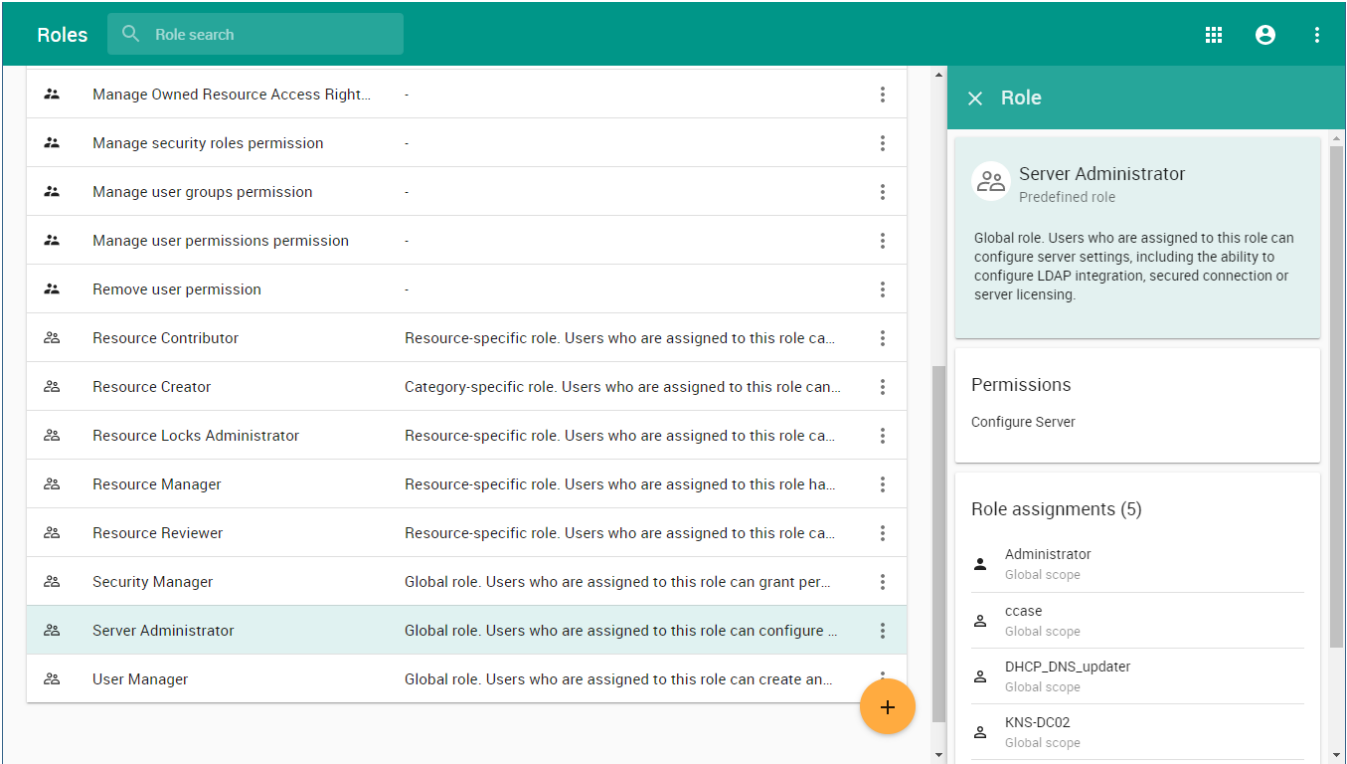 Roles
Role search
Manage Owned Resource Access Right... -
Manage security roles permission -
Manage user groups permission -
Manage user permissions permission -
Remove user permission -
Resource Contributor Resource-specific role. Users who are assigned to this role ca...
Resource Creator Category-specific role. Users who are assigned to this role can...
Resource Locks Administrator Resource-specific role. Users who are assigned to this role ca...
Resource Manager Resource-specific role. Users who are assigned to this role ha...
Resource Reviewer Resource-specific role. Users who are assigned to this role ca...
Security Manager Global role. Users who are assigned to this role can grant per...
Server Administrator Global role. Users who are assigned to this role can configure ...
User Manager Global role. Users who are assigned to this role can create an...
Role
Server Administrator
Predefined role
Global role. Users who are assigned to this role can
configure server settings, including the ability to
configure LDAP integration, secured connection or
server licensing.
Permissions
Configure Server
Role assignments (5)
Administrator
Global scope
ccase
Global scope
DHCP_DNS_updater
Global scope
KNS-DC02
Global scope